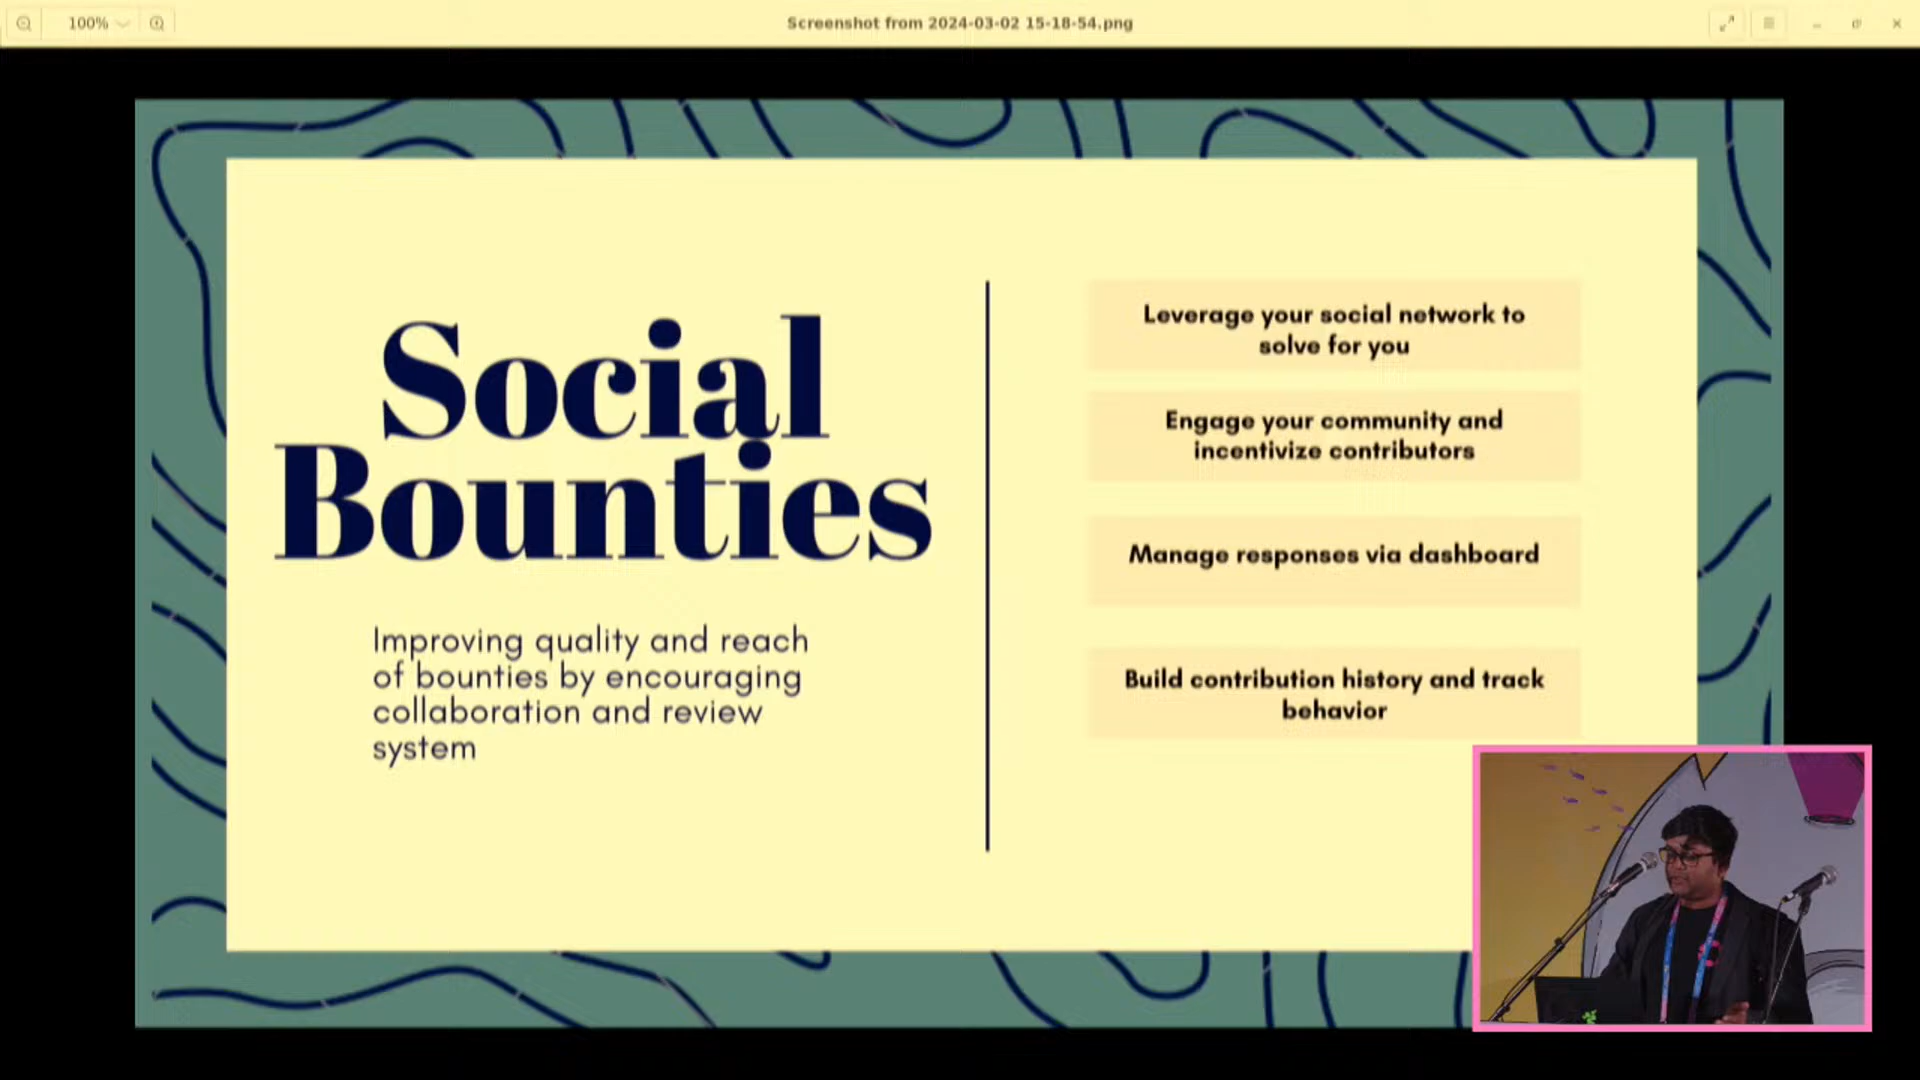 100%
Screenshot from 2024-03-02 15-18-54.png
Social
Bounties
Improving quality and reach
of bounties by encouraging
collaboration and review
system
Leverage your social network to
solve for you
Engage your community and
incentivize contributors
Manage responses via dashboard
Build contribution history and track
behavior